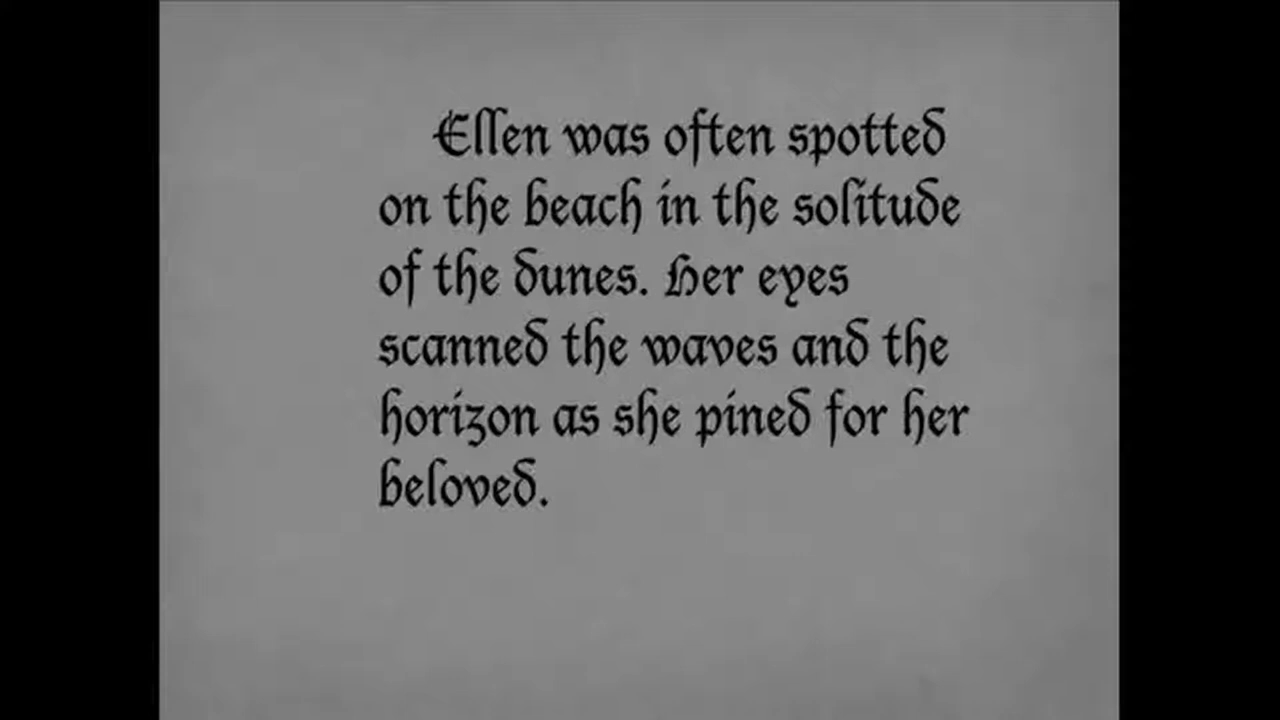 Ellen was often spotted
on the beach in the solitude
of the dunes. Her eyes
scanned the waves and the
horizon as she pined for her
beloved.